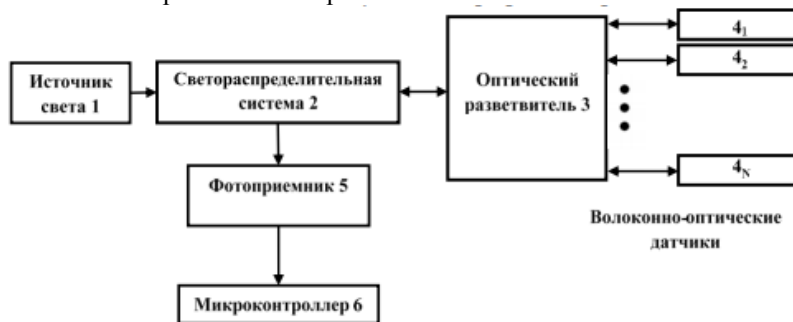 Источник
света 1
Светораспределительная
система 2
Оптический
разветвитель 3
4₁
4₂
4N
Фотоприемник 5
Волоконно-оптические
датчики
Микроконтроллер 6